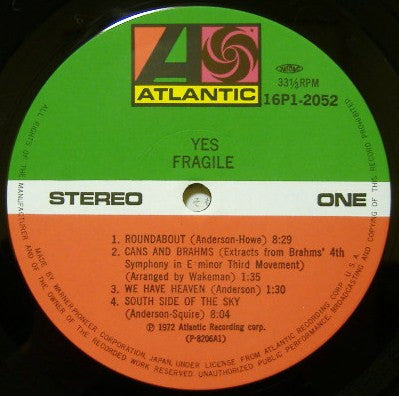 ATLANTIC
33⅓RPM
16P1-2052
YES
FRAGILE
STEREO
ONE
1. ROUNDABOUT (Anderson-Howe) 8:29
2. CANS AND BRAHMS (Extracts from Brahms' 4th
Symphony in E minor Third Movement)
(Arranged by Wakeman) 1:35
3. WE HAVE HEAVEN (Anderson) 1:30
4. SOUTH SIDE OF THE SKY
(Anderson-Squire) 8:04
Ⓟ 1972 Atlantic Recording corp.
(P-8206A1)
ALL RIGHTS OF THE MANUFACTURER AND OF THE OWNER OF THE RECORDED WORK RESERVED. UNAUTHORIZED PUBLIC PERFORMANCE, BROADCASTING AND COPYING OF THIS RECORD PROHIBITED
MADE BY WARNER-PIONEER CORPORATION, JAPAN, UNDER LICENSE FROM ATLANTIC RECORDING CORP., U.S.A.